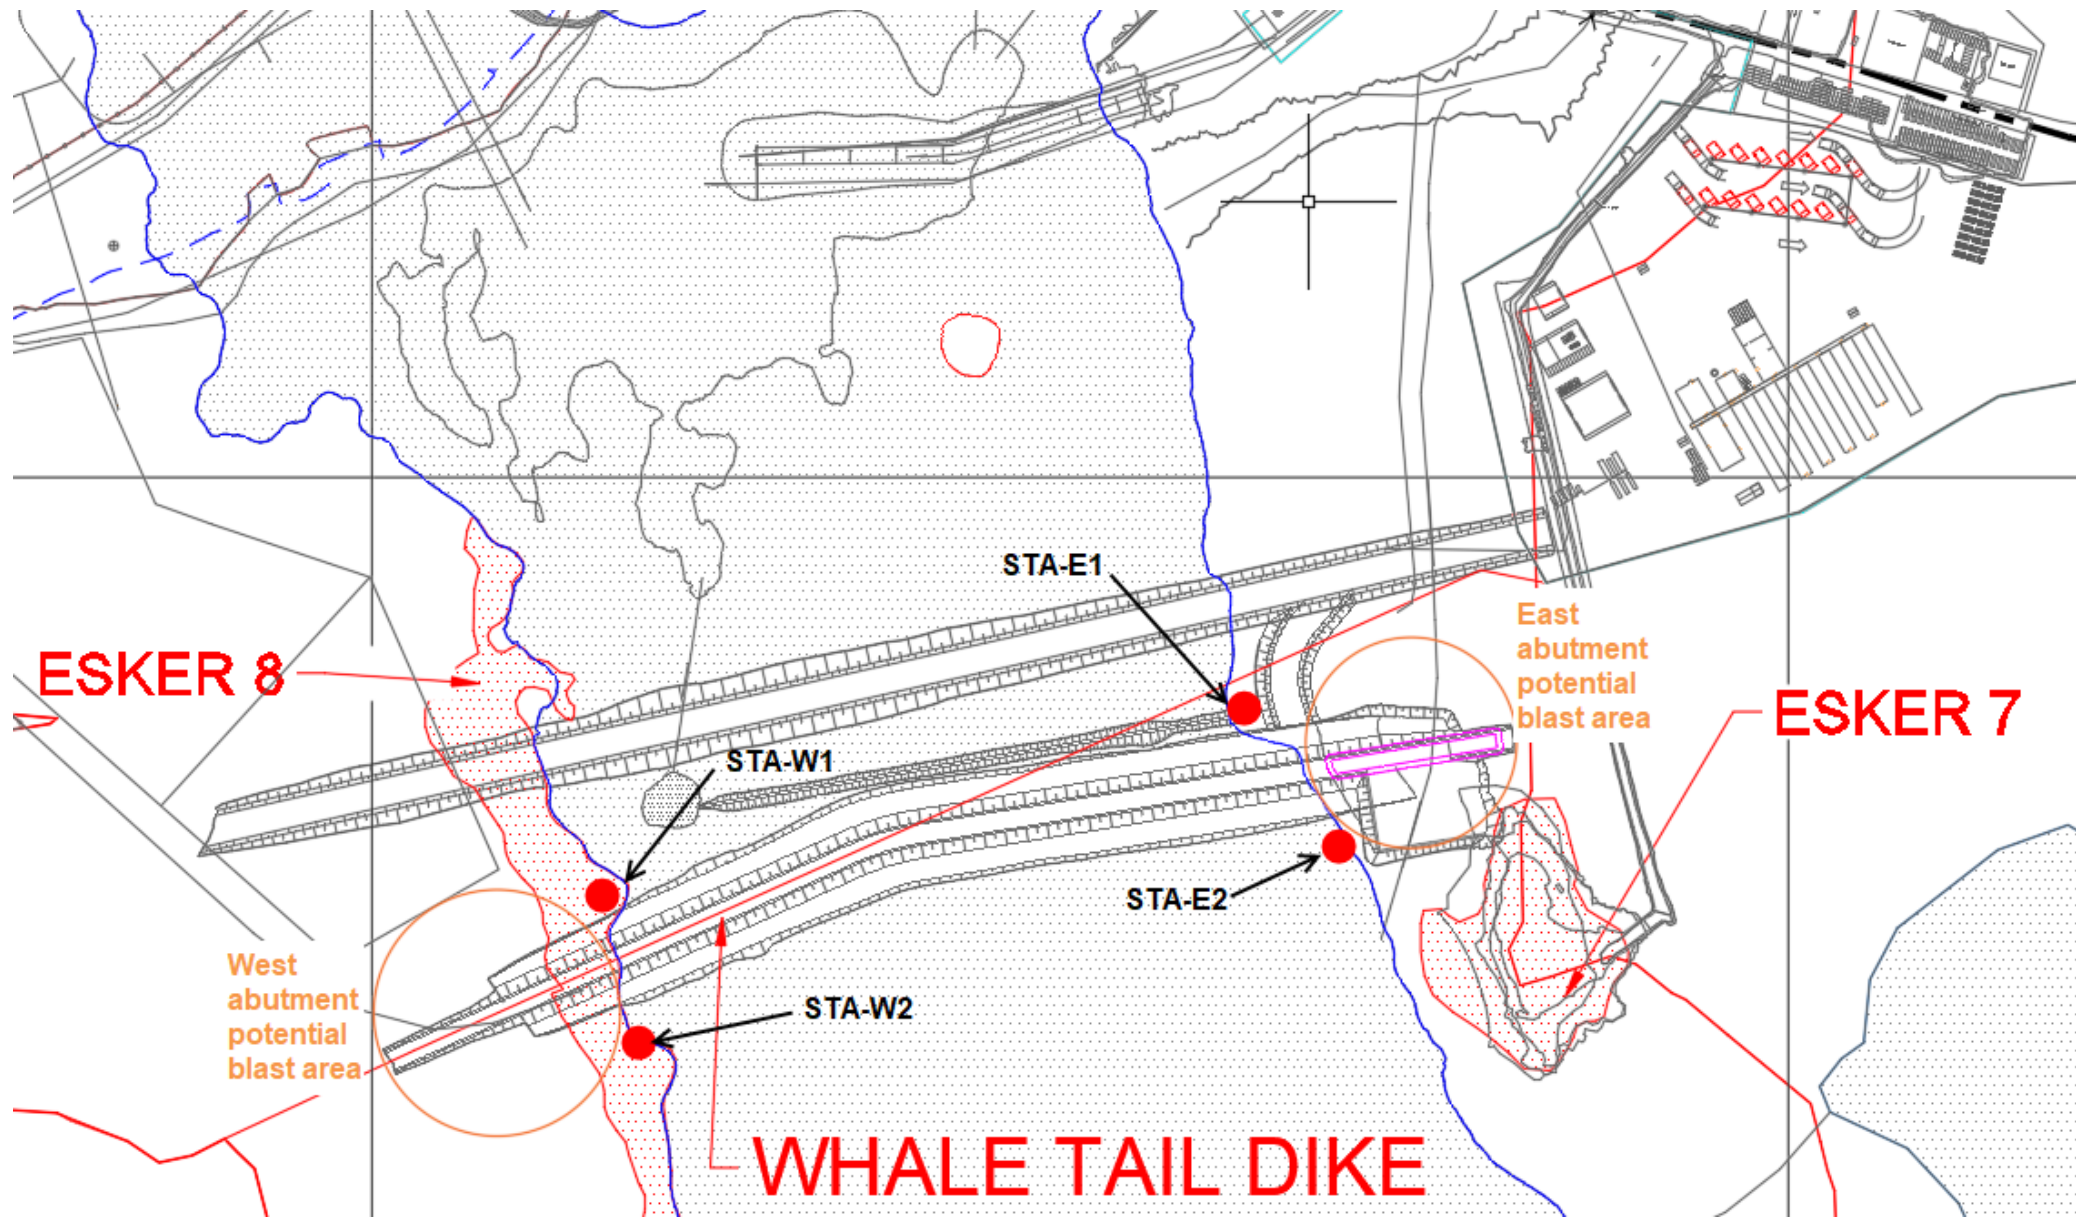 STA-E1
East
abutment
potential
blast area
ESKER 8
ESKER 7
STA-W1
STA-E2
West
abutment
potential
blast area
STA-W2
WHALE TAIL DIKE